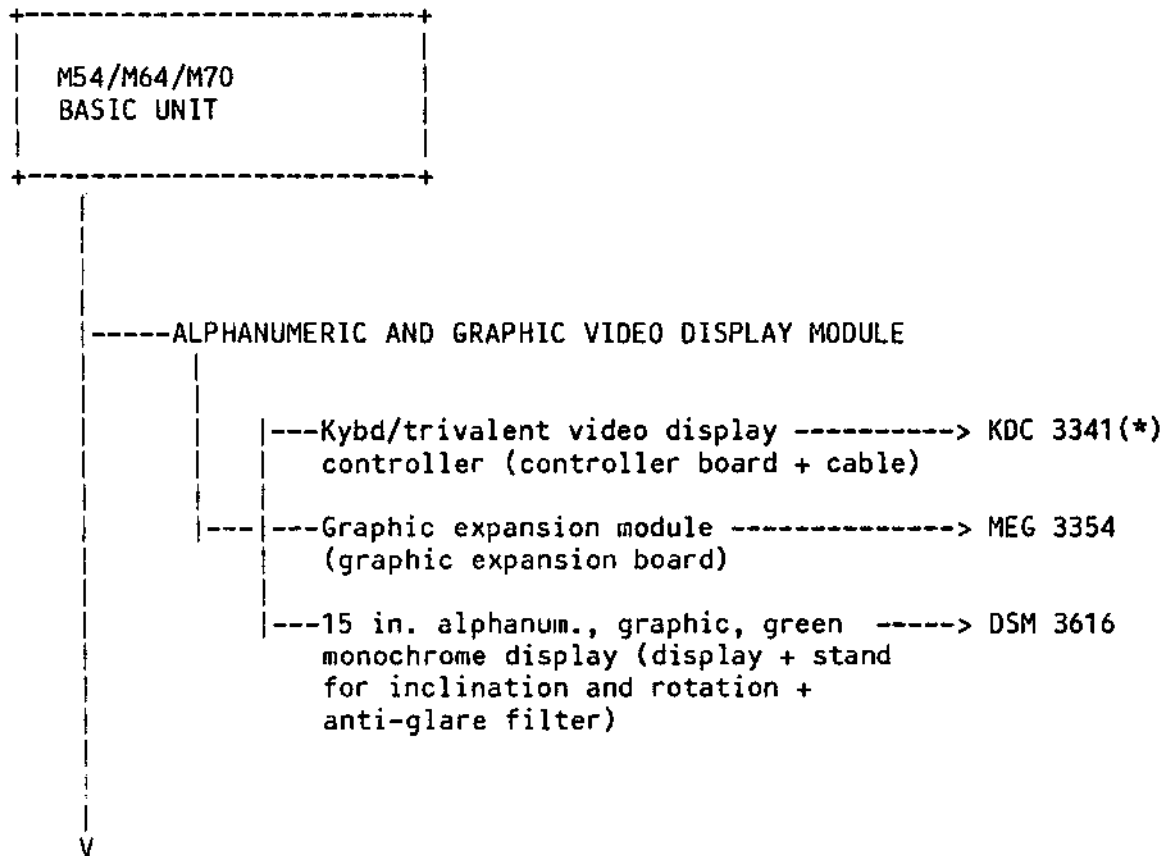 M54/M64/M70
BASIC UNIT
ALPHANUMERIC AND GRAPHIC VIDEO DISPLAY MODULE
Kybd/trivalent video display ----------> KDC 3341(*)
controller (controller board + cable)
Graphic expansion module --------------> MEG 3354
(graphic expansion board)
15 in. alphanum., graphic, green -----> DSM 3616
monochrome display (display + stand
for inclination and rotation +
anti-glare filter)